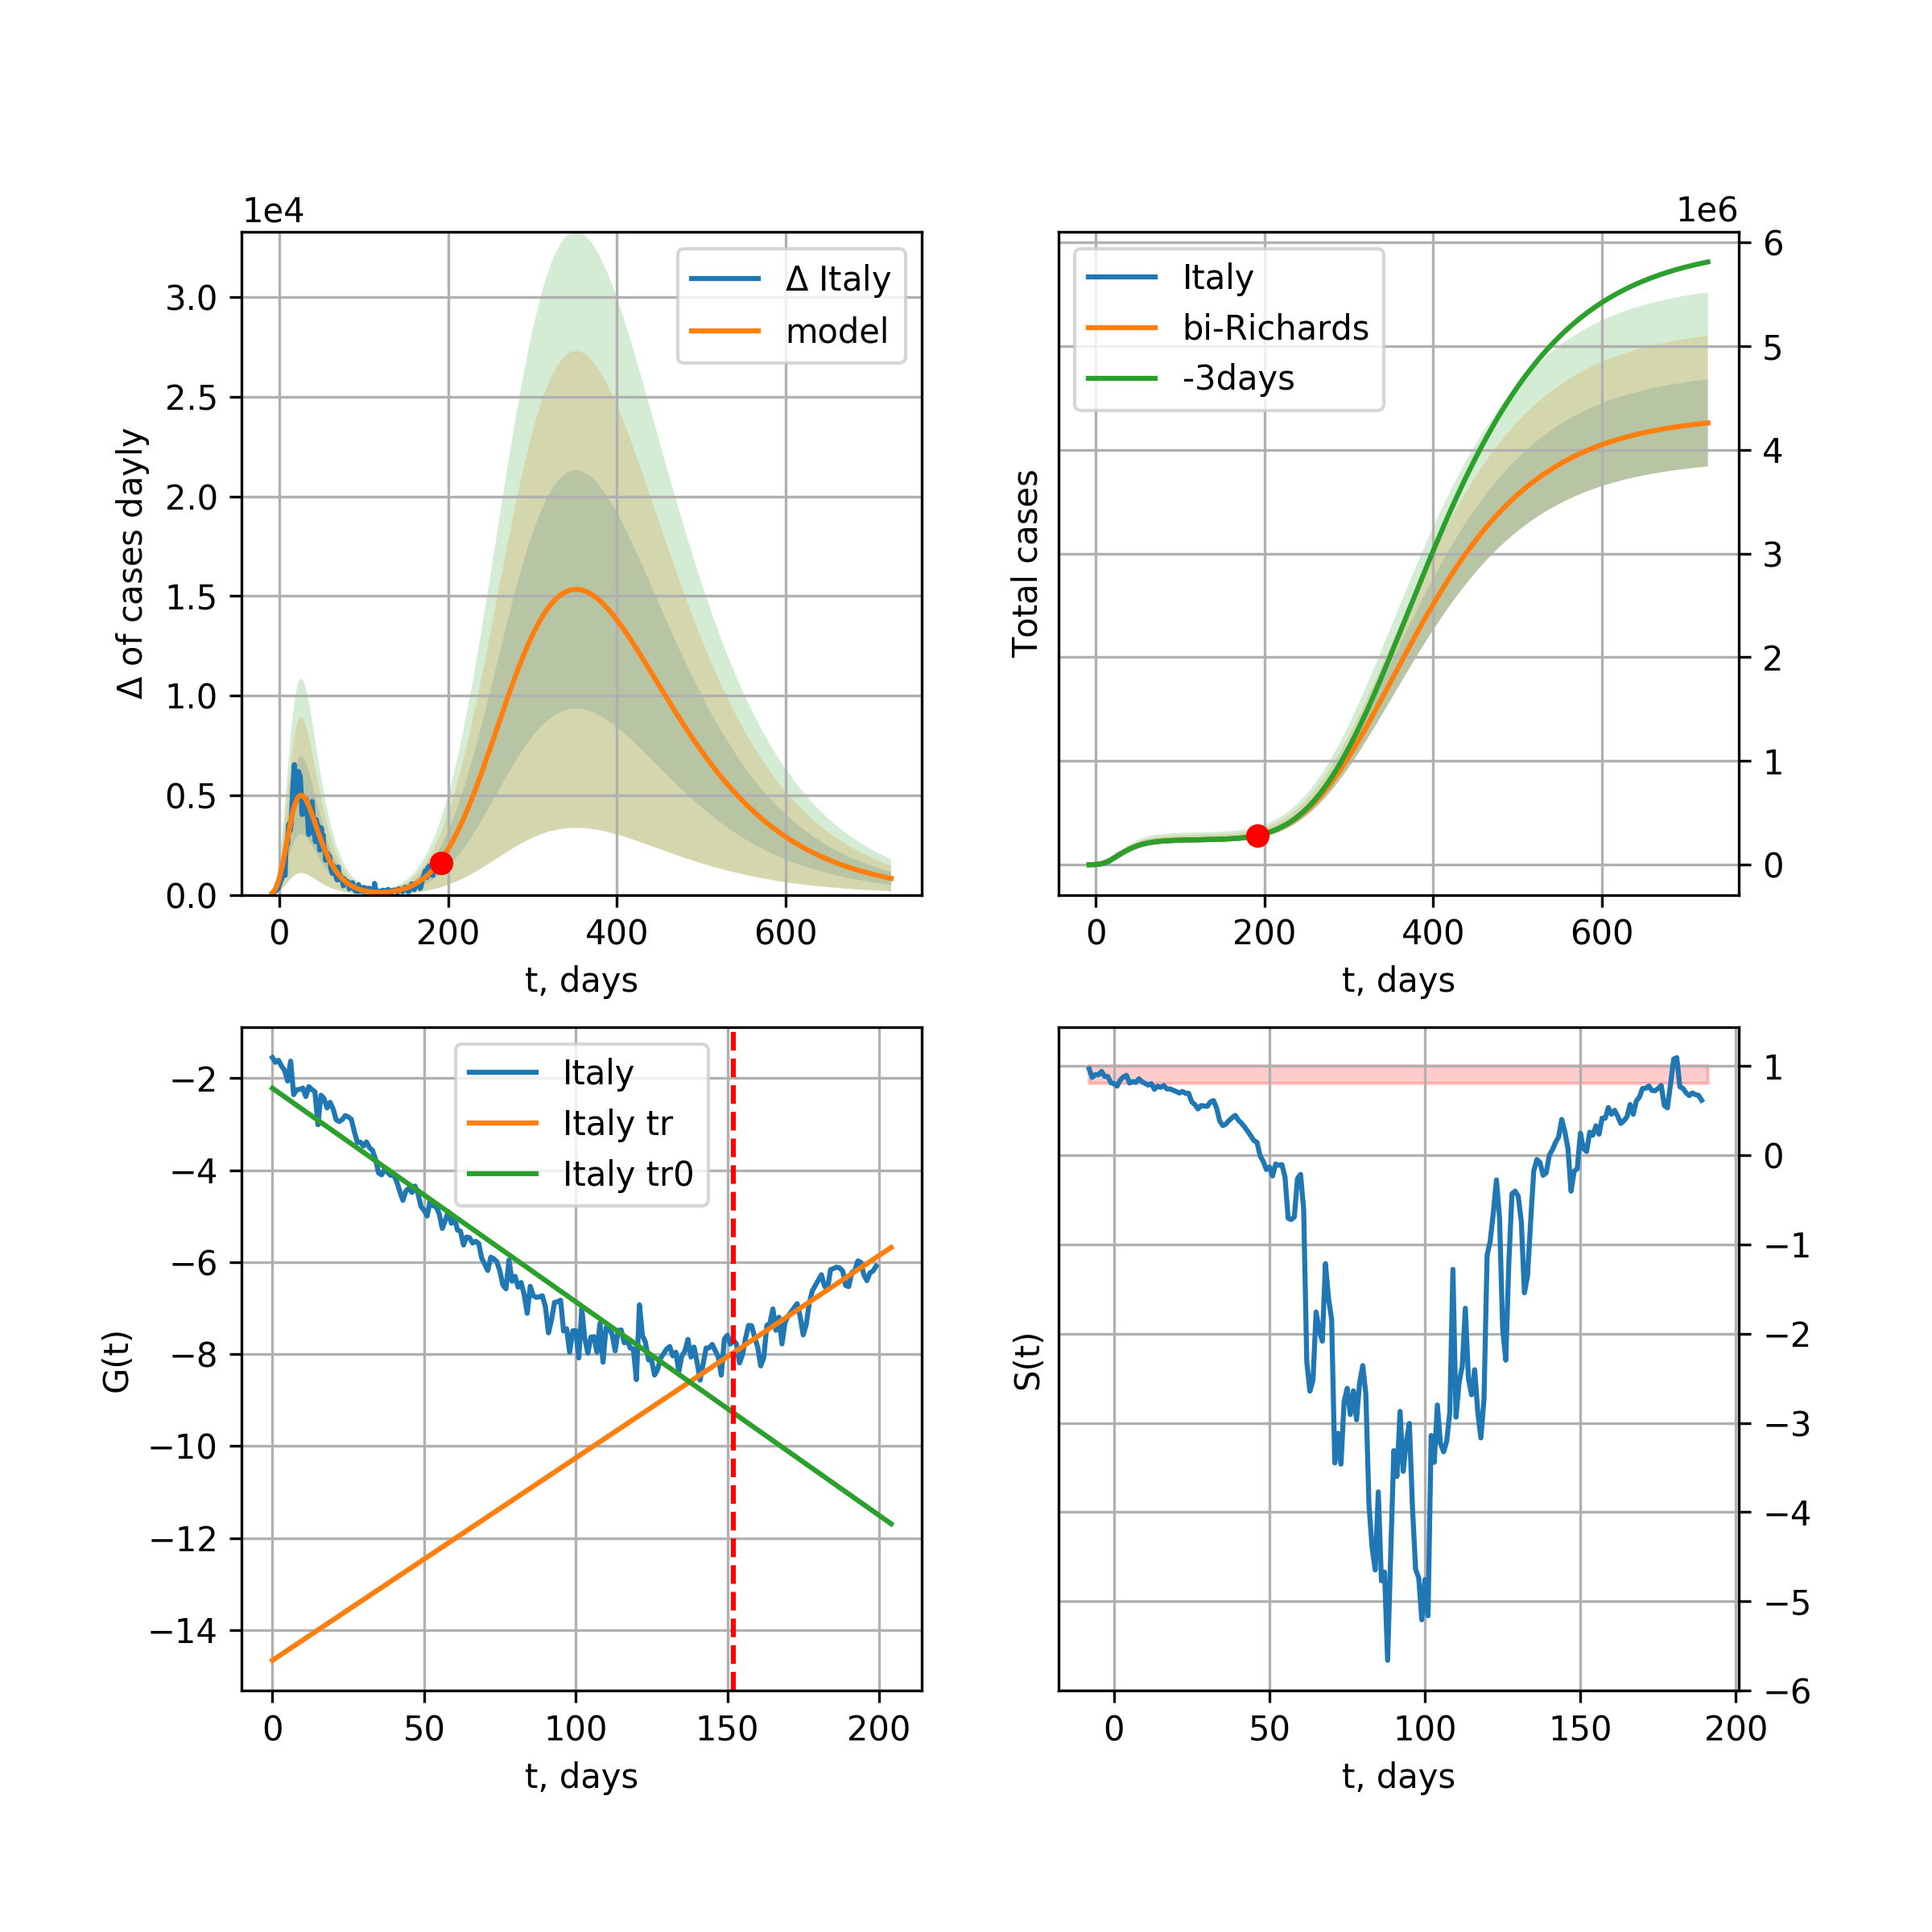 1e4
Δ of cases dayly
3.0
2.5
2.0
1.5
1.0
0.5
0.0
Δ Italy
model
0 200 400 600
t, days
1e6
Total cases
Italy
bi-Richards
-3days
6
5
4
3
2
1
0
0 200 400 600
t, days
G(t)
−2
−4
−6
−8
−10
−12
−14
Italy
Italy tr
Italy tr0
0 50 100 150 200
t, days
S(t)
1
0
−1
−2
−3
−4
−5
−6
0 50 100 150 200
t, days